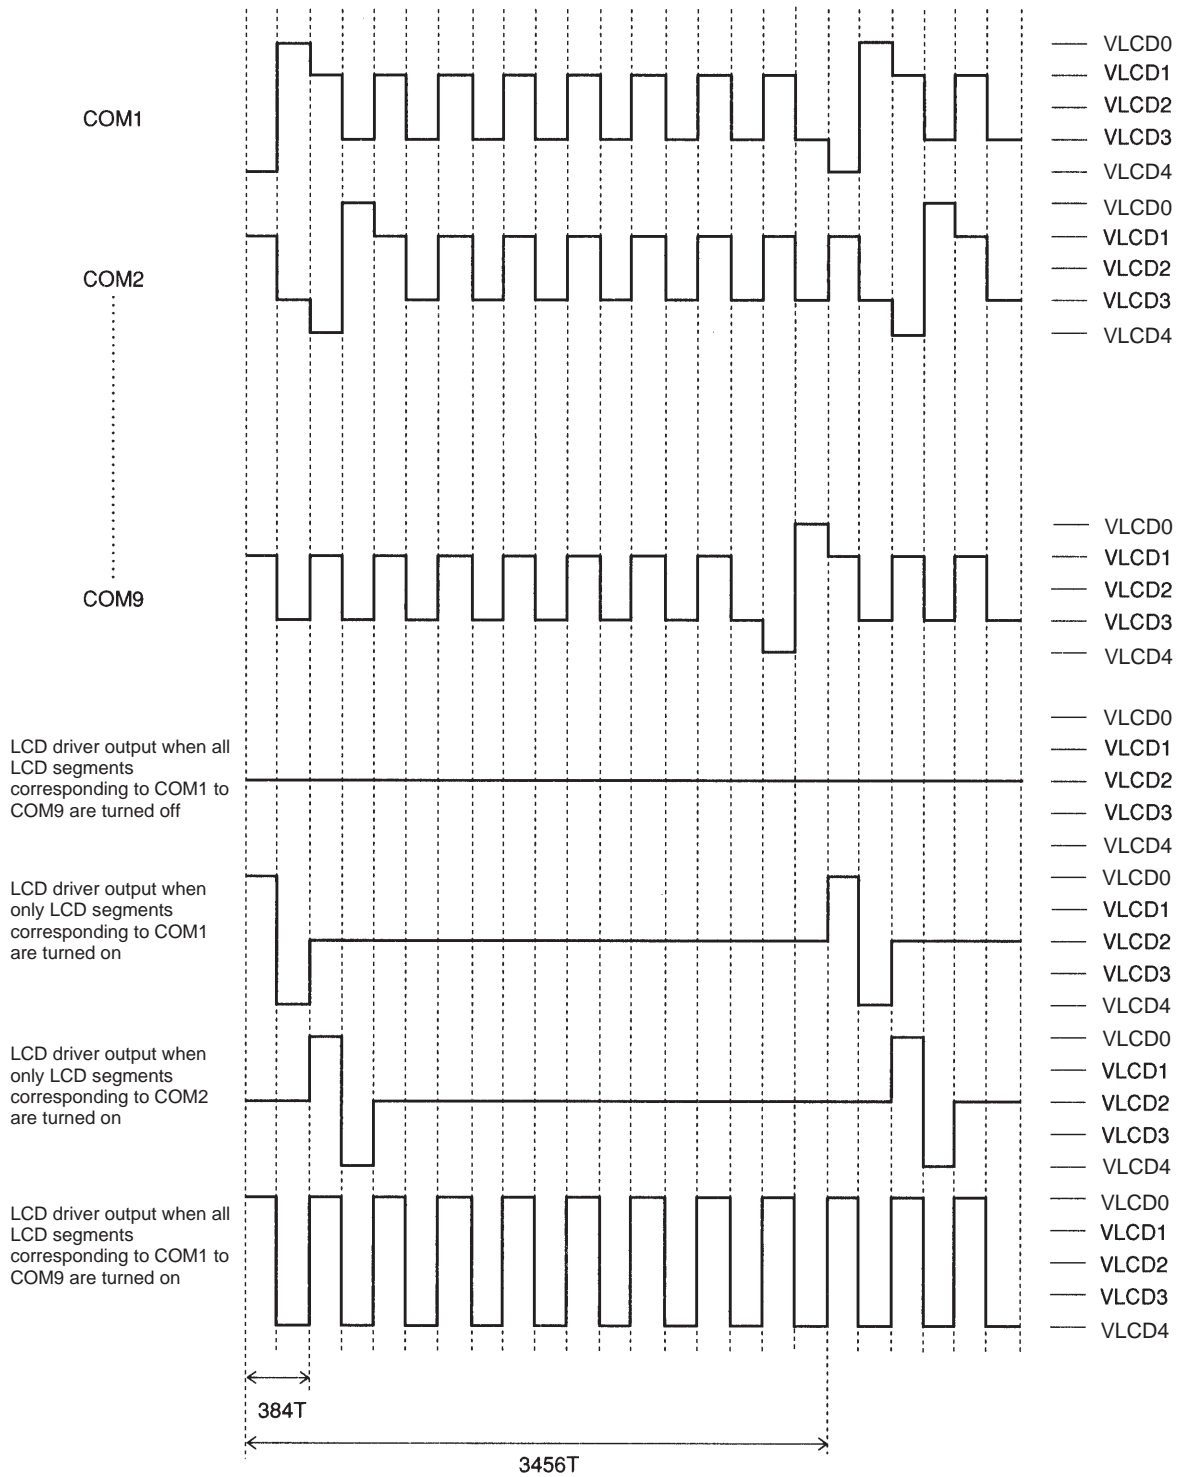 COM1
VLCD0
VLCD1
VLCD2
VLCD3
VLCD4
COM2
VLCD0
VLCD1
VLCD2
VLCD3
VLCD4
COM9
VLCD0
VLCD1
VLCD2
VLCD3
VLCD4
LCD driver output when all
LCD segments
corresponding to COM1 to
COM9 are turned off
VLCD0
VLCD1
VLCD2
VLCD3
VLCD4
LCD driver output when
only LCD segments
corresponding to COM1
are turned on
VLCD0
VLCD1
VLCD2
VLCD3
VLCD4
LCD driver output when
only LCD segments
corresponding to COM2
are turned on
VLCD0
VLCD1
VLCD2
VLCD3
VLCD4
LCD driver output when all
LCD segments
corresponding to COM1 to
COM9 are turned on
VLCD0
VLCD1
VLCD2
VLCD3
VLCD4
384T
3456T